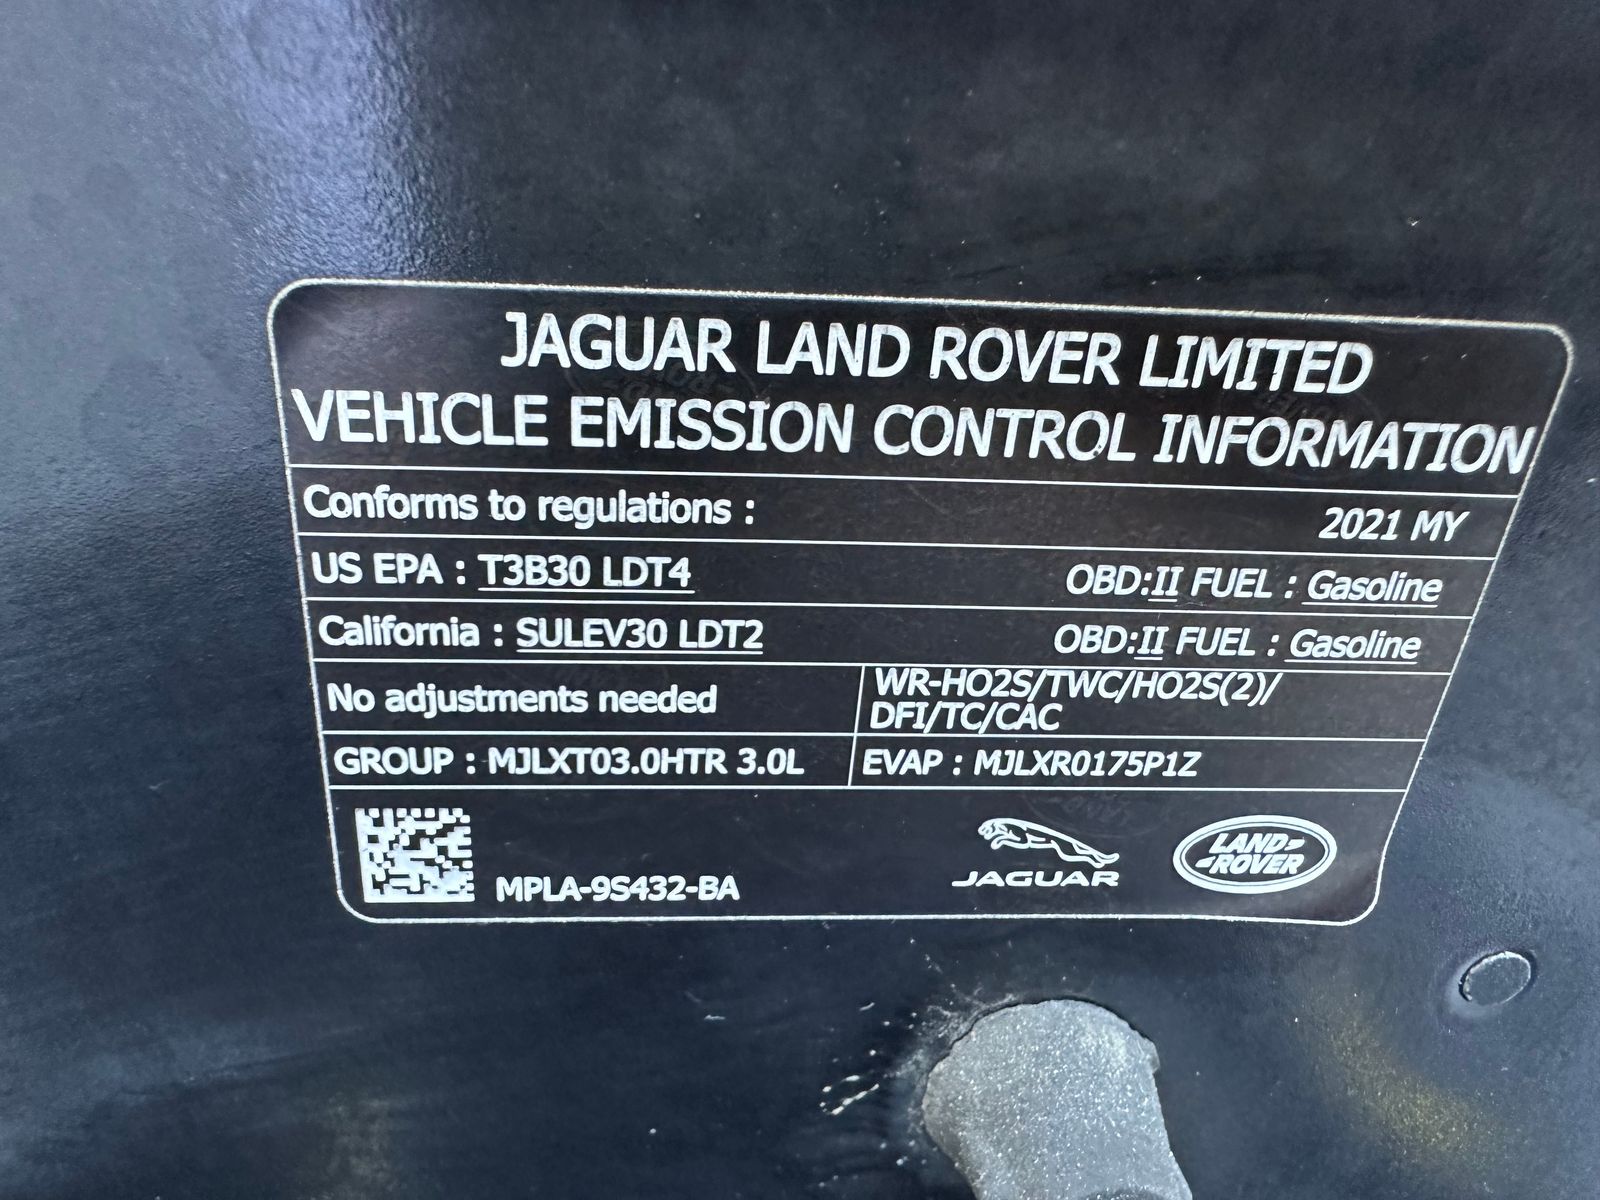 JAGUAR LAND ROVER LIMITED
VEHICLE EMISSION CONTROL INFORMATION
Conforms to regulations : 2021 MY
US EPA : T3B30 LDT4 OBD:II FUEL : Gasoline
California : SULEV30 LDT2 OBD:II FUEL : Gasoline
No adjustments needed
WR-HO2S/TWC/HO2S(2)/
DFI/TC/CAC
GROUP : MJLXT03.0HTR 3.0L EVAP : MJLXR0175P1Z
MPLA-9S432-BA
JAGUAR
LAND-
-ROVER